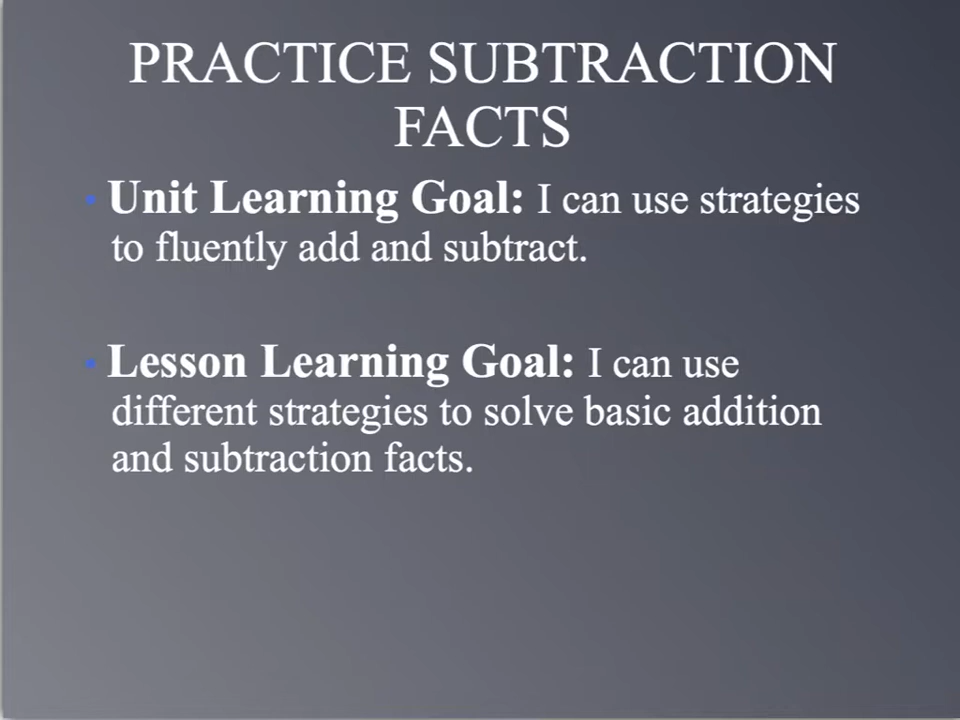 PRACTICE SUBTRACTION
FACTS
• Unit Learning Goal: I can use strategies
to fluently add and subtract.
• Lesson Learning Goal: I can use
different strategies to solve basic addition
and subtraction facts.